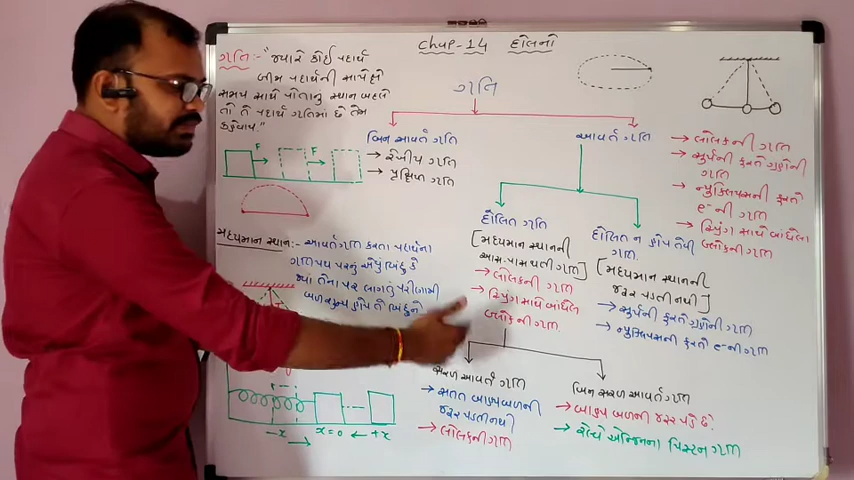 Chap-14 દોલનો
ગતિ:- "જ્યારે કોઈ પદાર્થ
બીજા પદાર્થની સાપેક્ષે
સમય સાથે પોતાનું સ્થાન બદલે
તો તે પદાર્થ ગતિમાં છે તેમ
કહેવાય."
F
F
ગતિ
બિન આવર્ત ગતિ
→ રેખીય ગતિ
→ પ્રક્ષિપ્ત ગતિ
આવર્ત ગતિ
→ લોલકની ગતિ
→ સૂર્યની ફરતે ગ્રહોની
ગતિ
→ ન્યુક્લિયસની ફરતે
e-ની ગતિ
→ સ્પ્રિંગ સાથે બાંધેલા
બ્લોકની ગતિ
દોલિત ગતિ
[મધ્યમાન સ્થાનની
આસ-પાસ થતી ગતિ]
→ લોલકની ગતિ
→ સ્પ્રિંગ સાથે બાંધેલ
બ્લોકની ગતિ.
દોલિત ન હોય તેવી
ગતિ.
[મધ્યમાન સ્થાનની
જરૂર પડતી નથી]
→ સૂર્યની ફરતે ગ્રહોની ગતિ
→ ન્યુક્લિયસની ફરતે e-ની ગતિ
મધ્યમાન સ્થાન:- આવર્તગતિ કરતા પદાર્થના
ગતિપથ પરનું એવું બિંદુ કે
જ્યાં તેના પર લાગતું પરિણામી
બળ શૂન્ય હોય તે બિંદુને
-x
x=0
+x
સરળ આવર્ત ગતિ
→ સતત બાહ્યબળની
જરૂર પડતી નથી
→ લોલકની ગતિ
બિન સરળ આવર્ત ગતિ
→ બાહ્ય બળની જરૂર પડે છે.
→ રેલ્વે એન્જિનના પિસ્ટન ગતિ